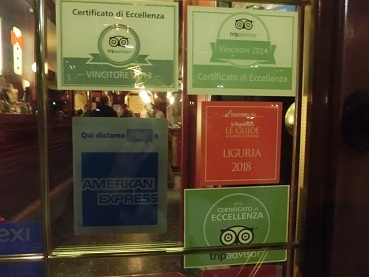 Certificato di Eccellenza
tripadvisor
VINCITORE 2013
tripadvisor
Vincitore 2014
Certificato di Eccellenza
Qui diciamo "Sì" a
AMERICAN
EXPRESS
LE GUIDE
LIGURIA
2018
CERTIFICATO di
ECCELLENZA
tripadvisor
exi